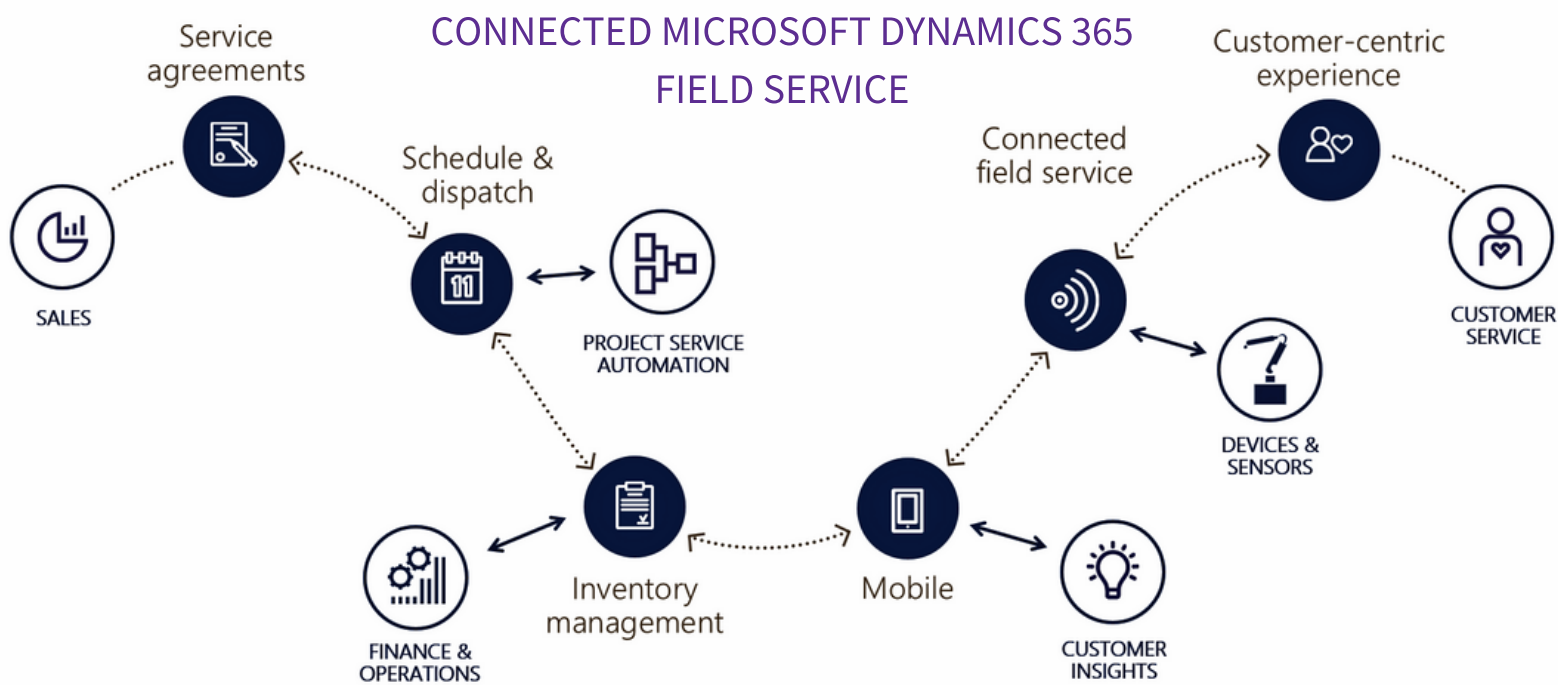 CONNECTED MICROSOFT DYNAMICS 365
FIELD SERVICE
Service
agreements
SALES
Schedule &
dispatch
11
PROJECT SERVICE
AUTOMATION
FINANCE &
OPERATIONS
Inventory
management
Mobile
CUSTOMER
INSIGHTS
Connected
field service
DEVICES &
SENSORS
Customer-centric
experience
CUSTOMER
SERVICE